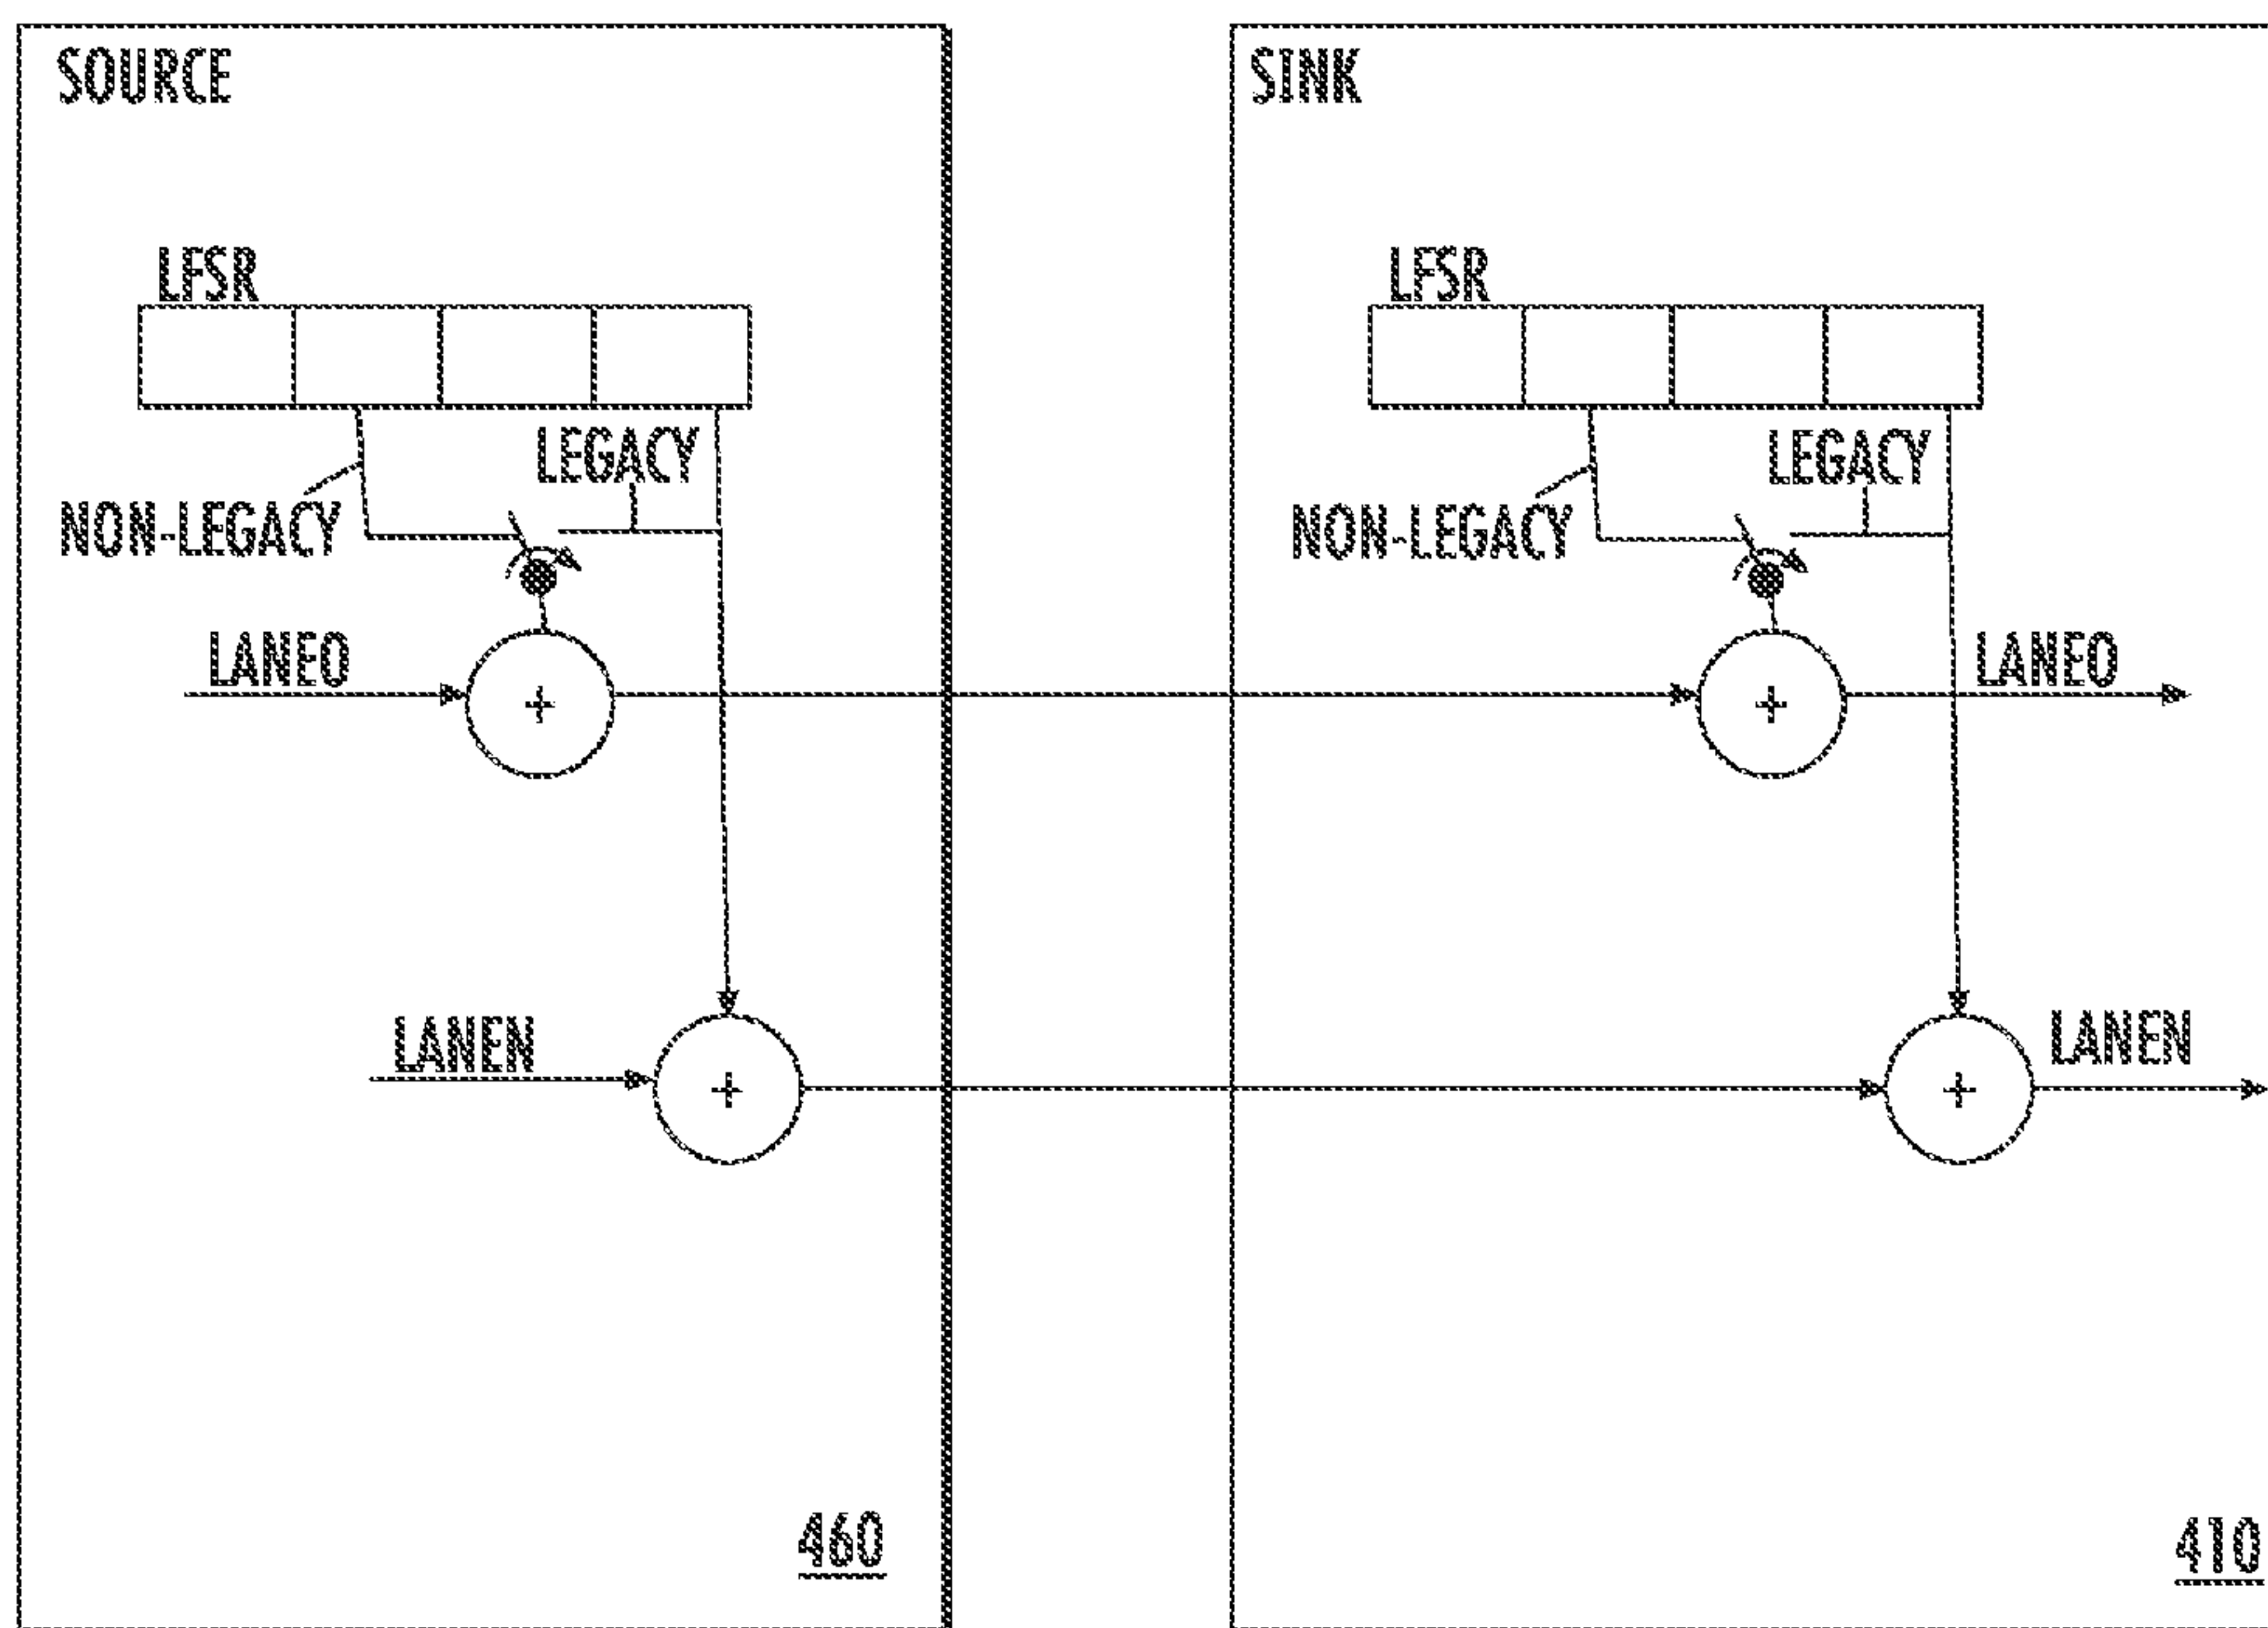 SOURCE
SINK
LFSR
LFSR
LEGACY
LEGACY
NON-LEGACY
NON-LEGACY
LANE0
LANE0
+
+
LANEN
LANEN
+
+
460
410